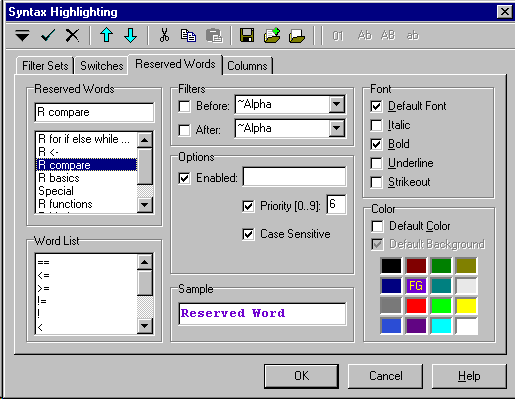 Syntax Highlighting
01 Ab AB ab
Filter Sets Switches Reserved Words Columns
Reserved Words
R compare
R for if else while ...
R <-
R compare
R basics
Special
R functions
Word List
==
<=
>=
!=
!
<
Filters
Before: ~Alpha
After: ~Alpha
Options
Enabled:
Priority [0..9]: 6
Case Sensitive
Sample
Reserved Word
Font
Default Font
Italic
Bold
Underline
Strikeout
Color
Default Color
Default Background
FG
OK Cancel Help